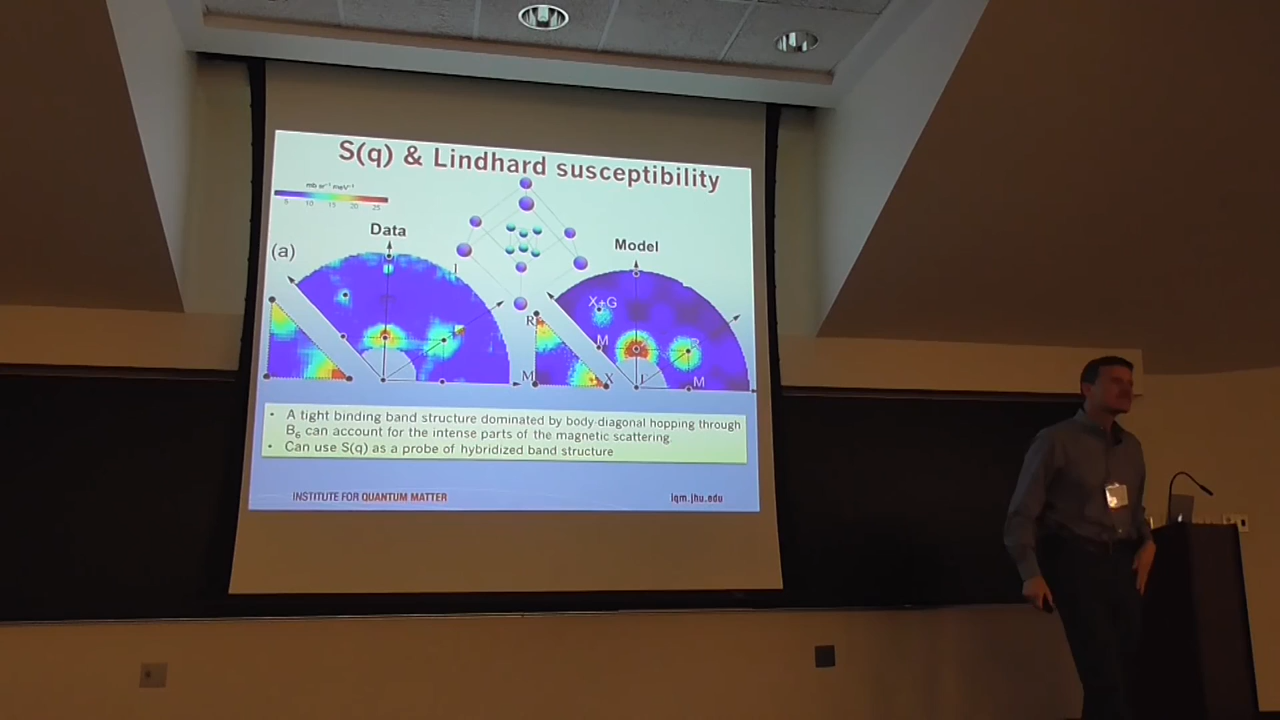 S(q) & Lindhard susceptibility
mb sr⁻¹ meV⁻¹
5 10 15 20 25
Data
Model
(a)
X+G
R
M
R
M
X
Γ
M
• A tight binding band structure dominated by body-diagonal hopping through
B₆ can account for the intense parts of the magnetic scattering.
• Can use S(q) as a probe of hybridized band structure
INSTITUTE FOR QUANTUM MATTER
iqm.jhu.edu